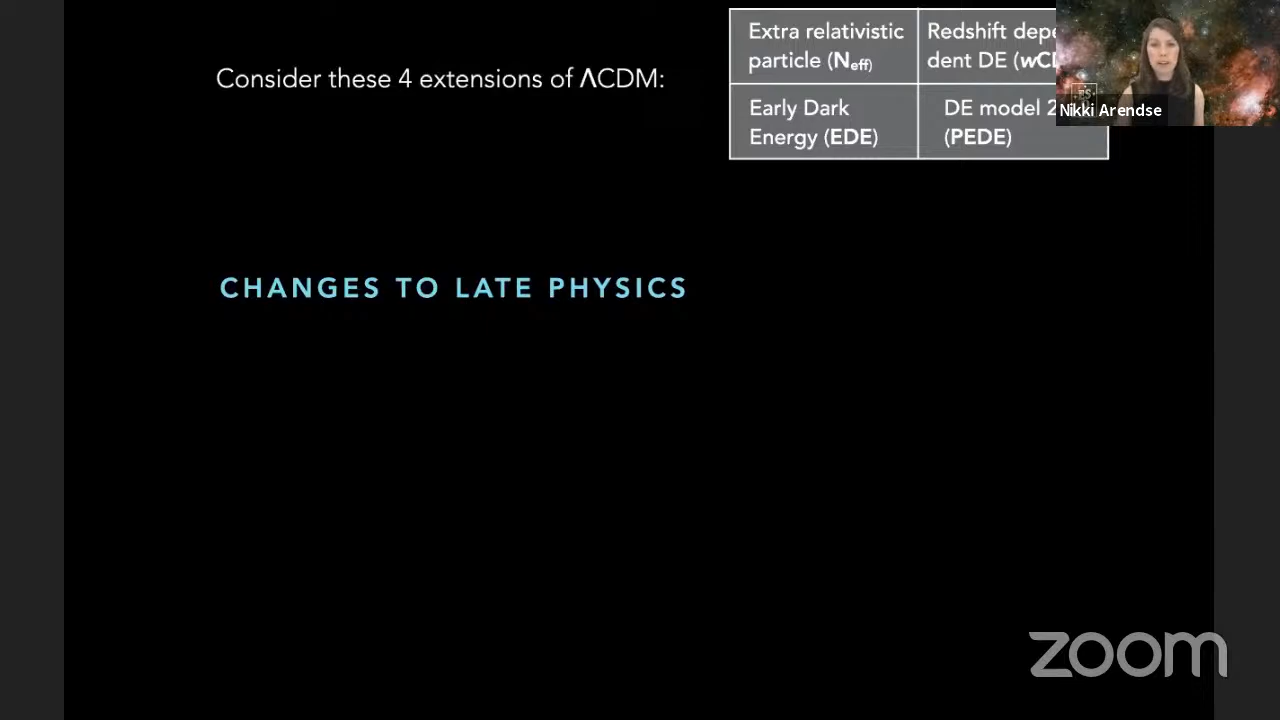 Consider these 4 extensions of ΛCDM:
Extra relativistic
particle (Neff)
Redshift
dent DE
Early Dark
Energy (EDE)
DE model 2
(PEDE)
Nikki Arendse
CHANGES TO LATE PHYSICS
zoom